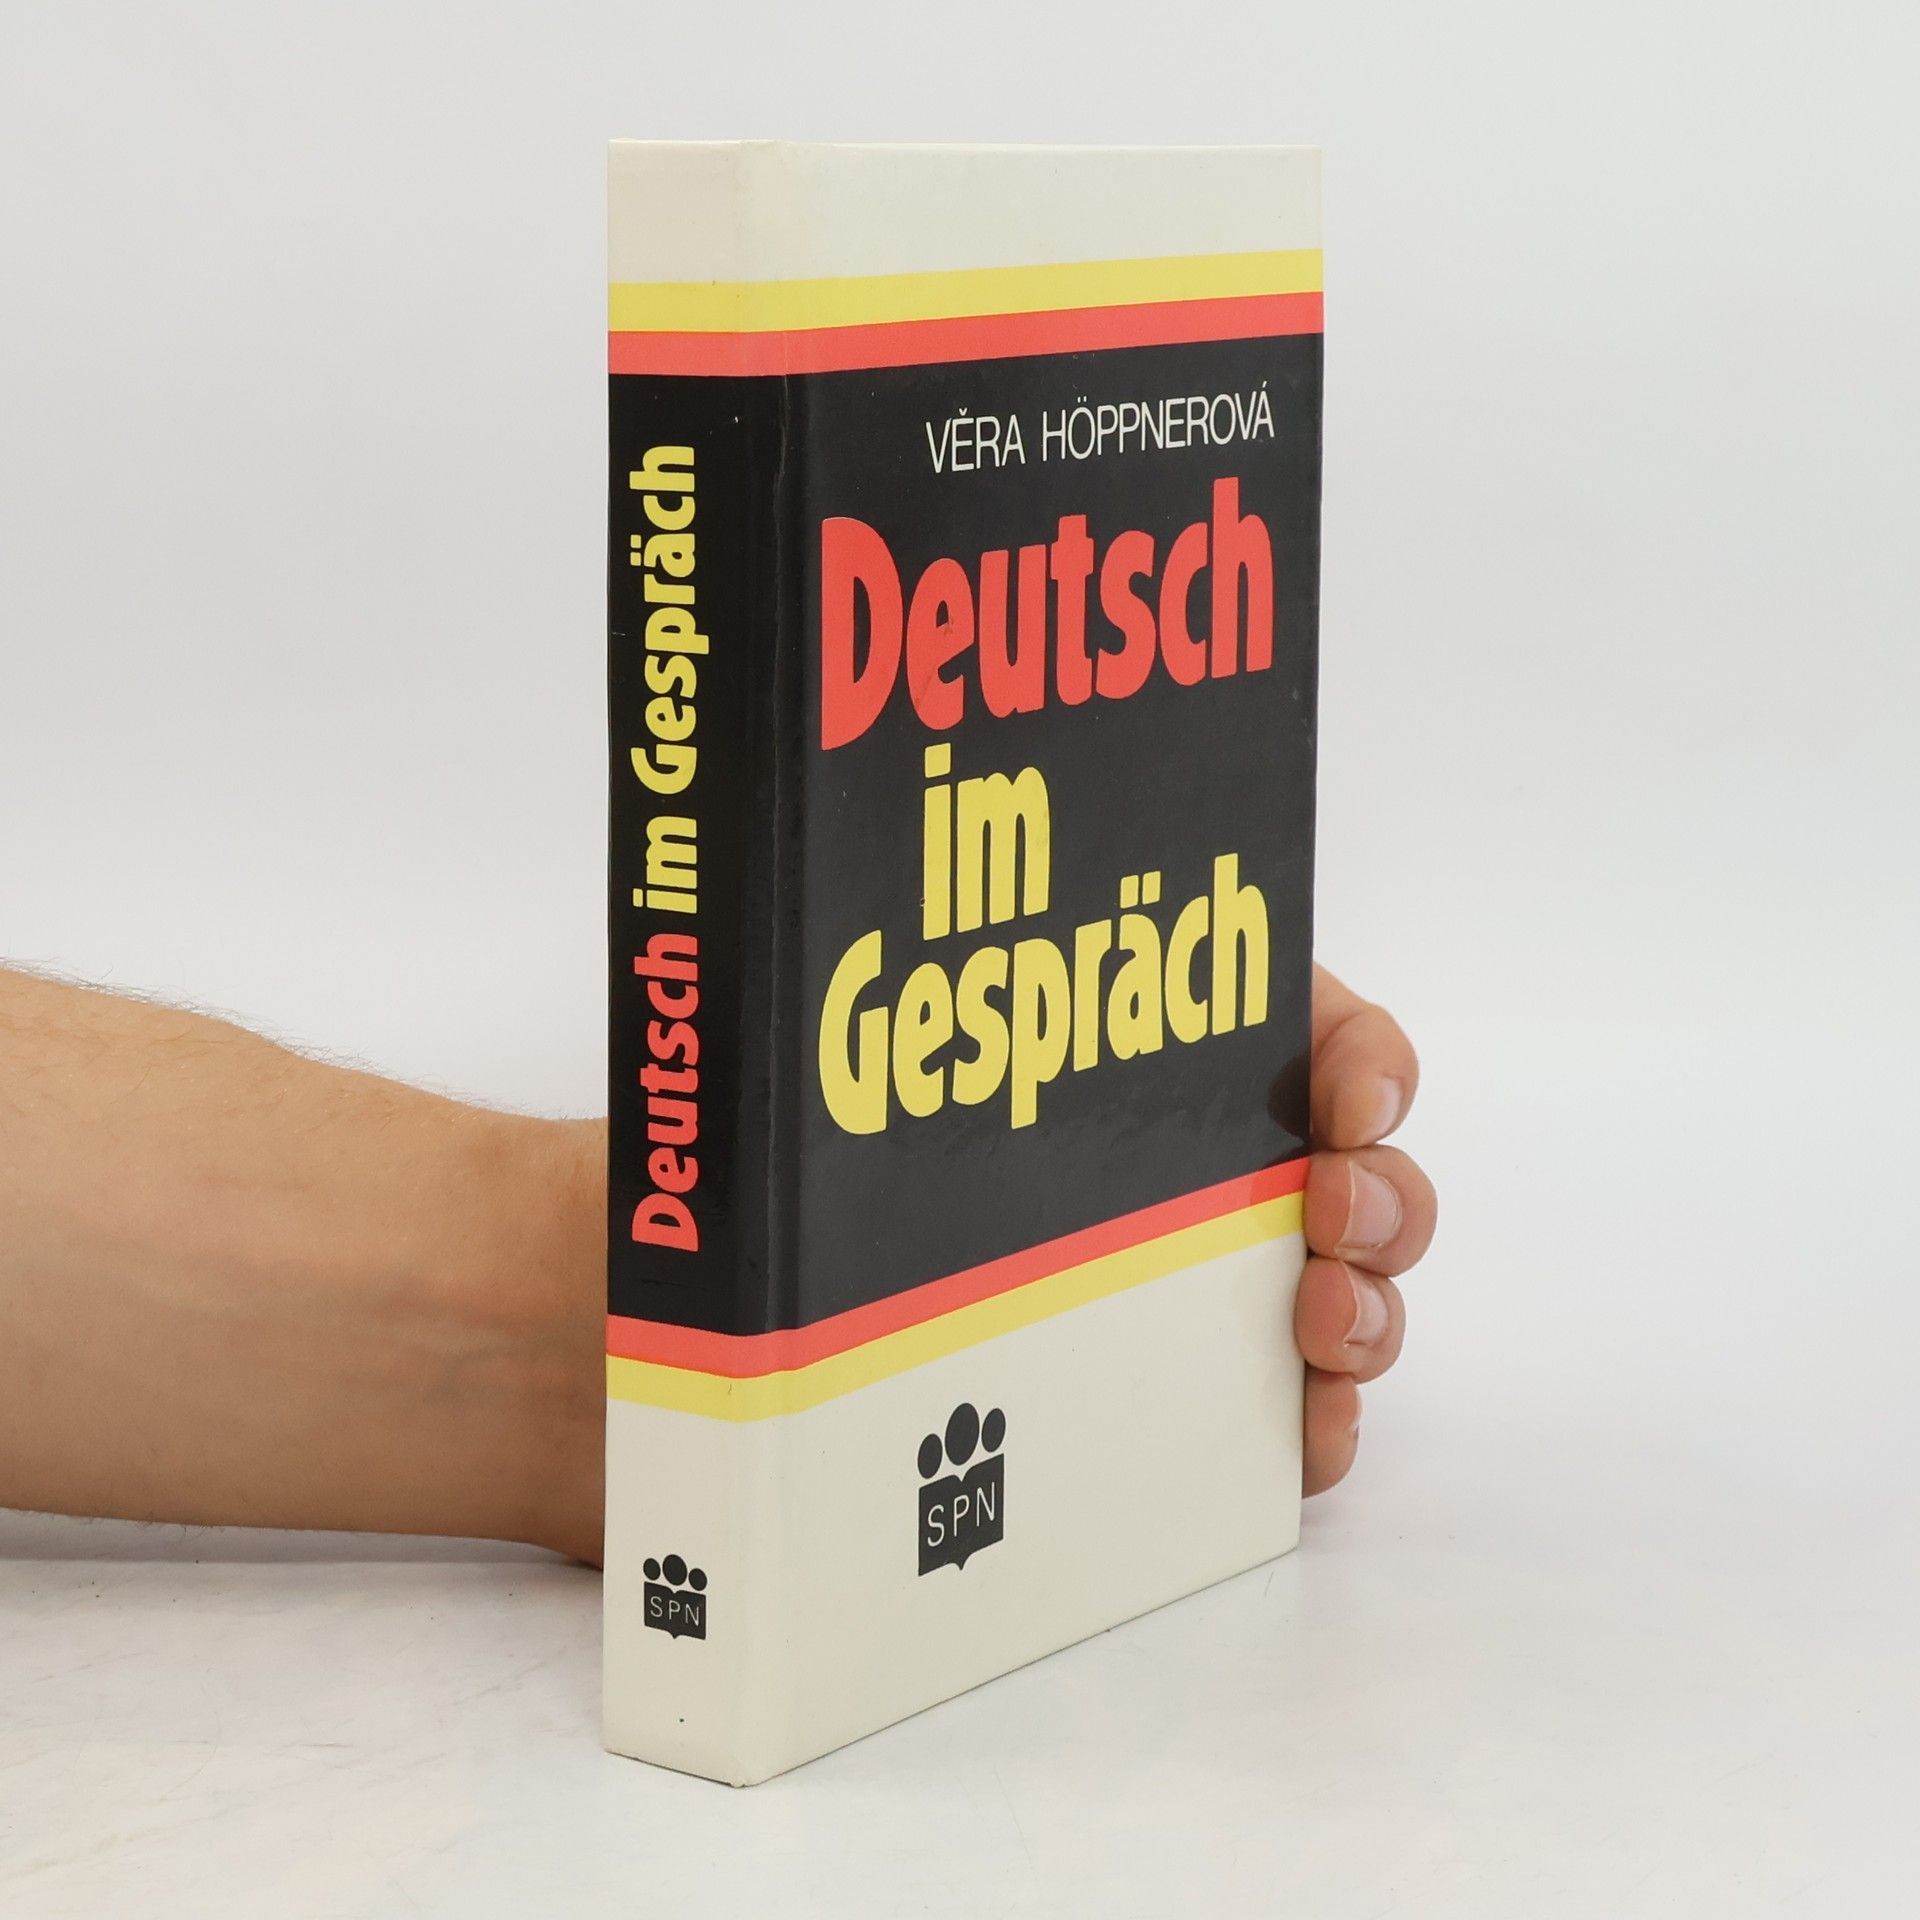 Deutsch im Gespräch
SPN
VĚRA HÖPPNEROVÁ
Deutsch
im
Gespräch
SPN